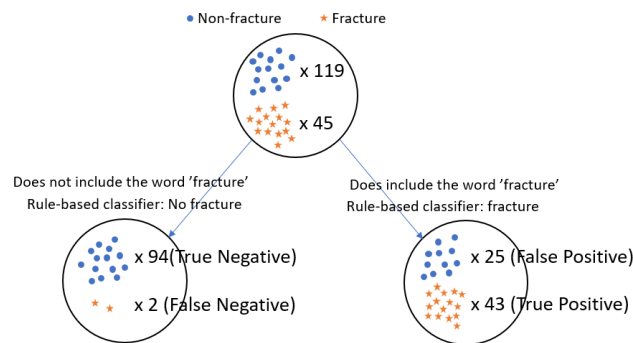 Non-fracture
Fracture
x 119
x 45
Does not include the word 'fracture'
Rule-based classifier: No fracture
Does include the word 'fracture'
Rule-based classifier: fracture
x 94(True Negative)
x 2 (False Negative)
x 25 (False Positive)
x 43 (True Positive)